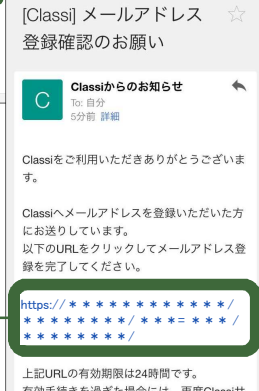 [Classi] メールアドレス
登録確認のお願い
C
Classiからのお知らせ
To: 自分
5分前 詳細
Classiをご利用いただきありがとうございま
す。
Classiへメールアドレスを登録いただいた方
にお送りしています。
以下のURLをクリックしてメールアドレス登
録を完了してください。
https://＊＊＊＊＊＊＊＊＊＊＊＊/
＊＊＊＊＊＊＊＊/＊＊＊=＊＊＊/
＊＊＊＊＊＊＊＊/
上記URLの有効期限は24時間です。